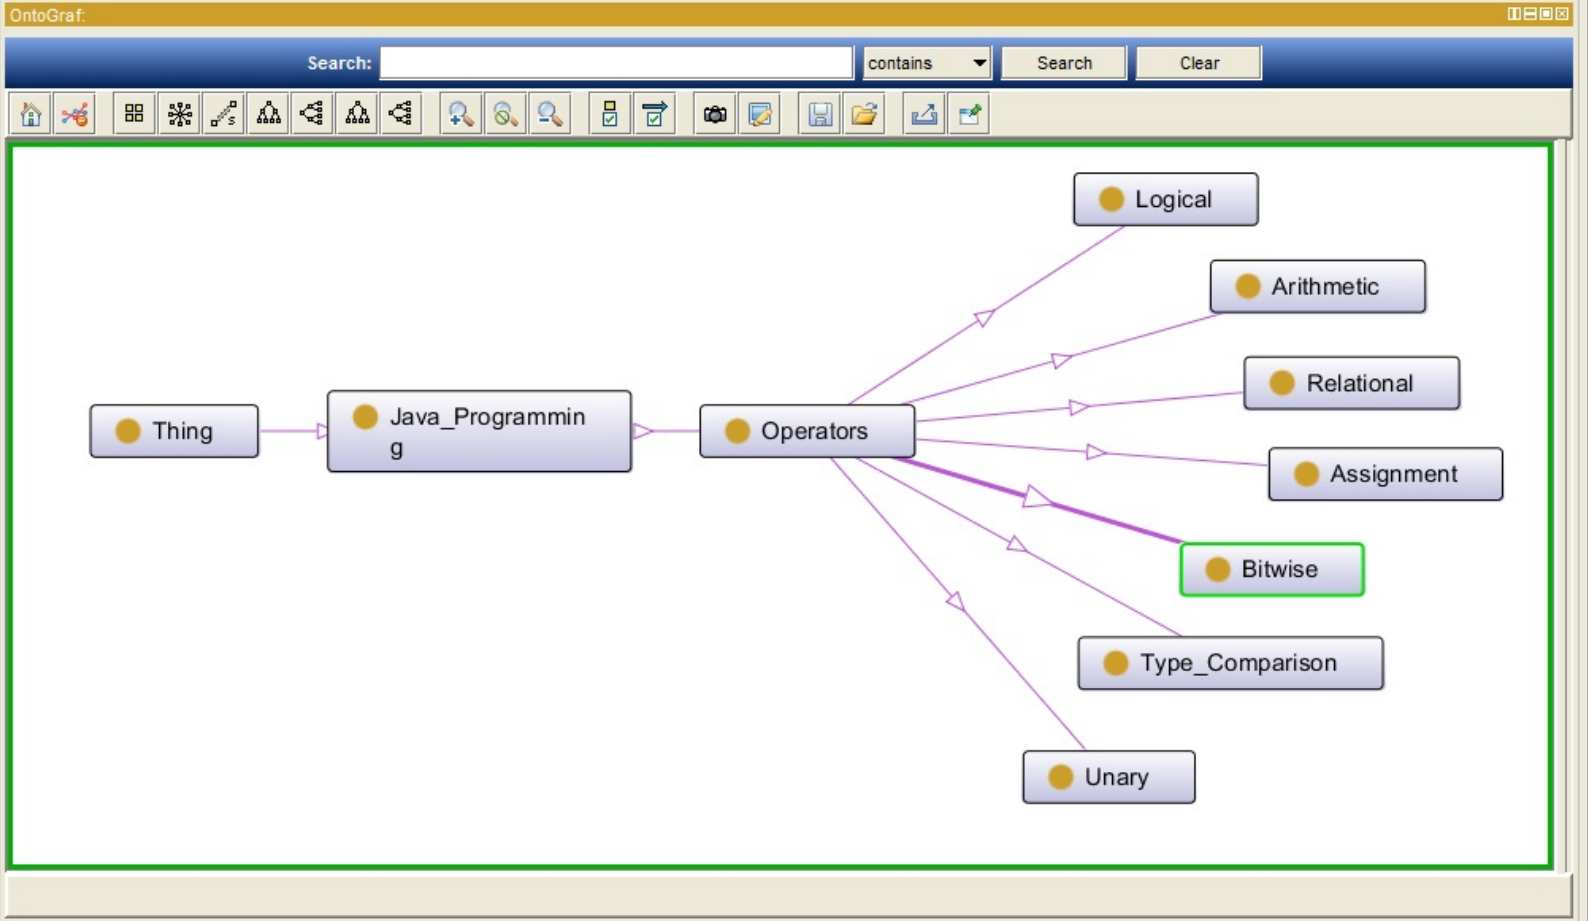 OntoGraf:
Search:
contains
Search
Clear
Logical
Arithmetic
Relational
Thing
Java_Programmin
g
Operators
Assignment
Bitwise
Type_Comparison
Unary